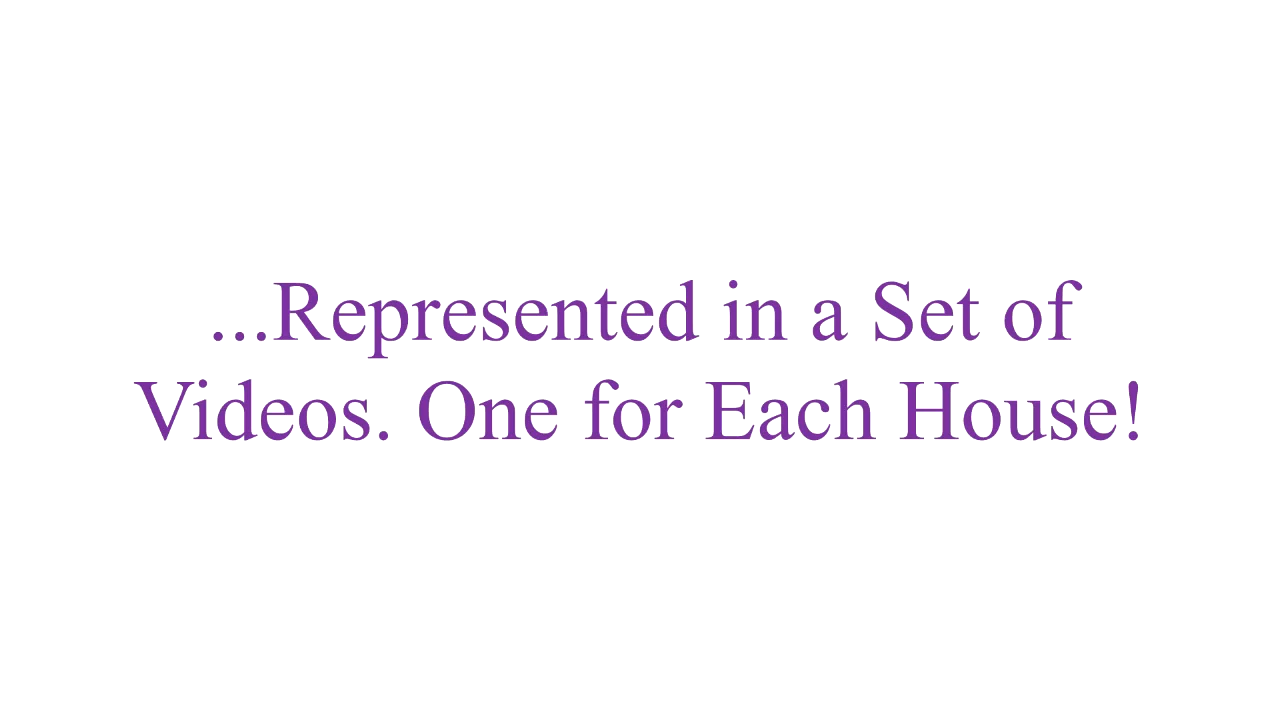 ...Represented in a Set of
Videos. One for Each House!